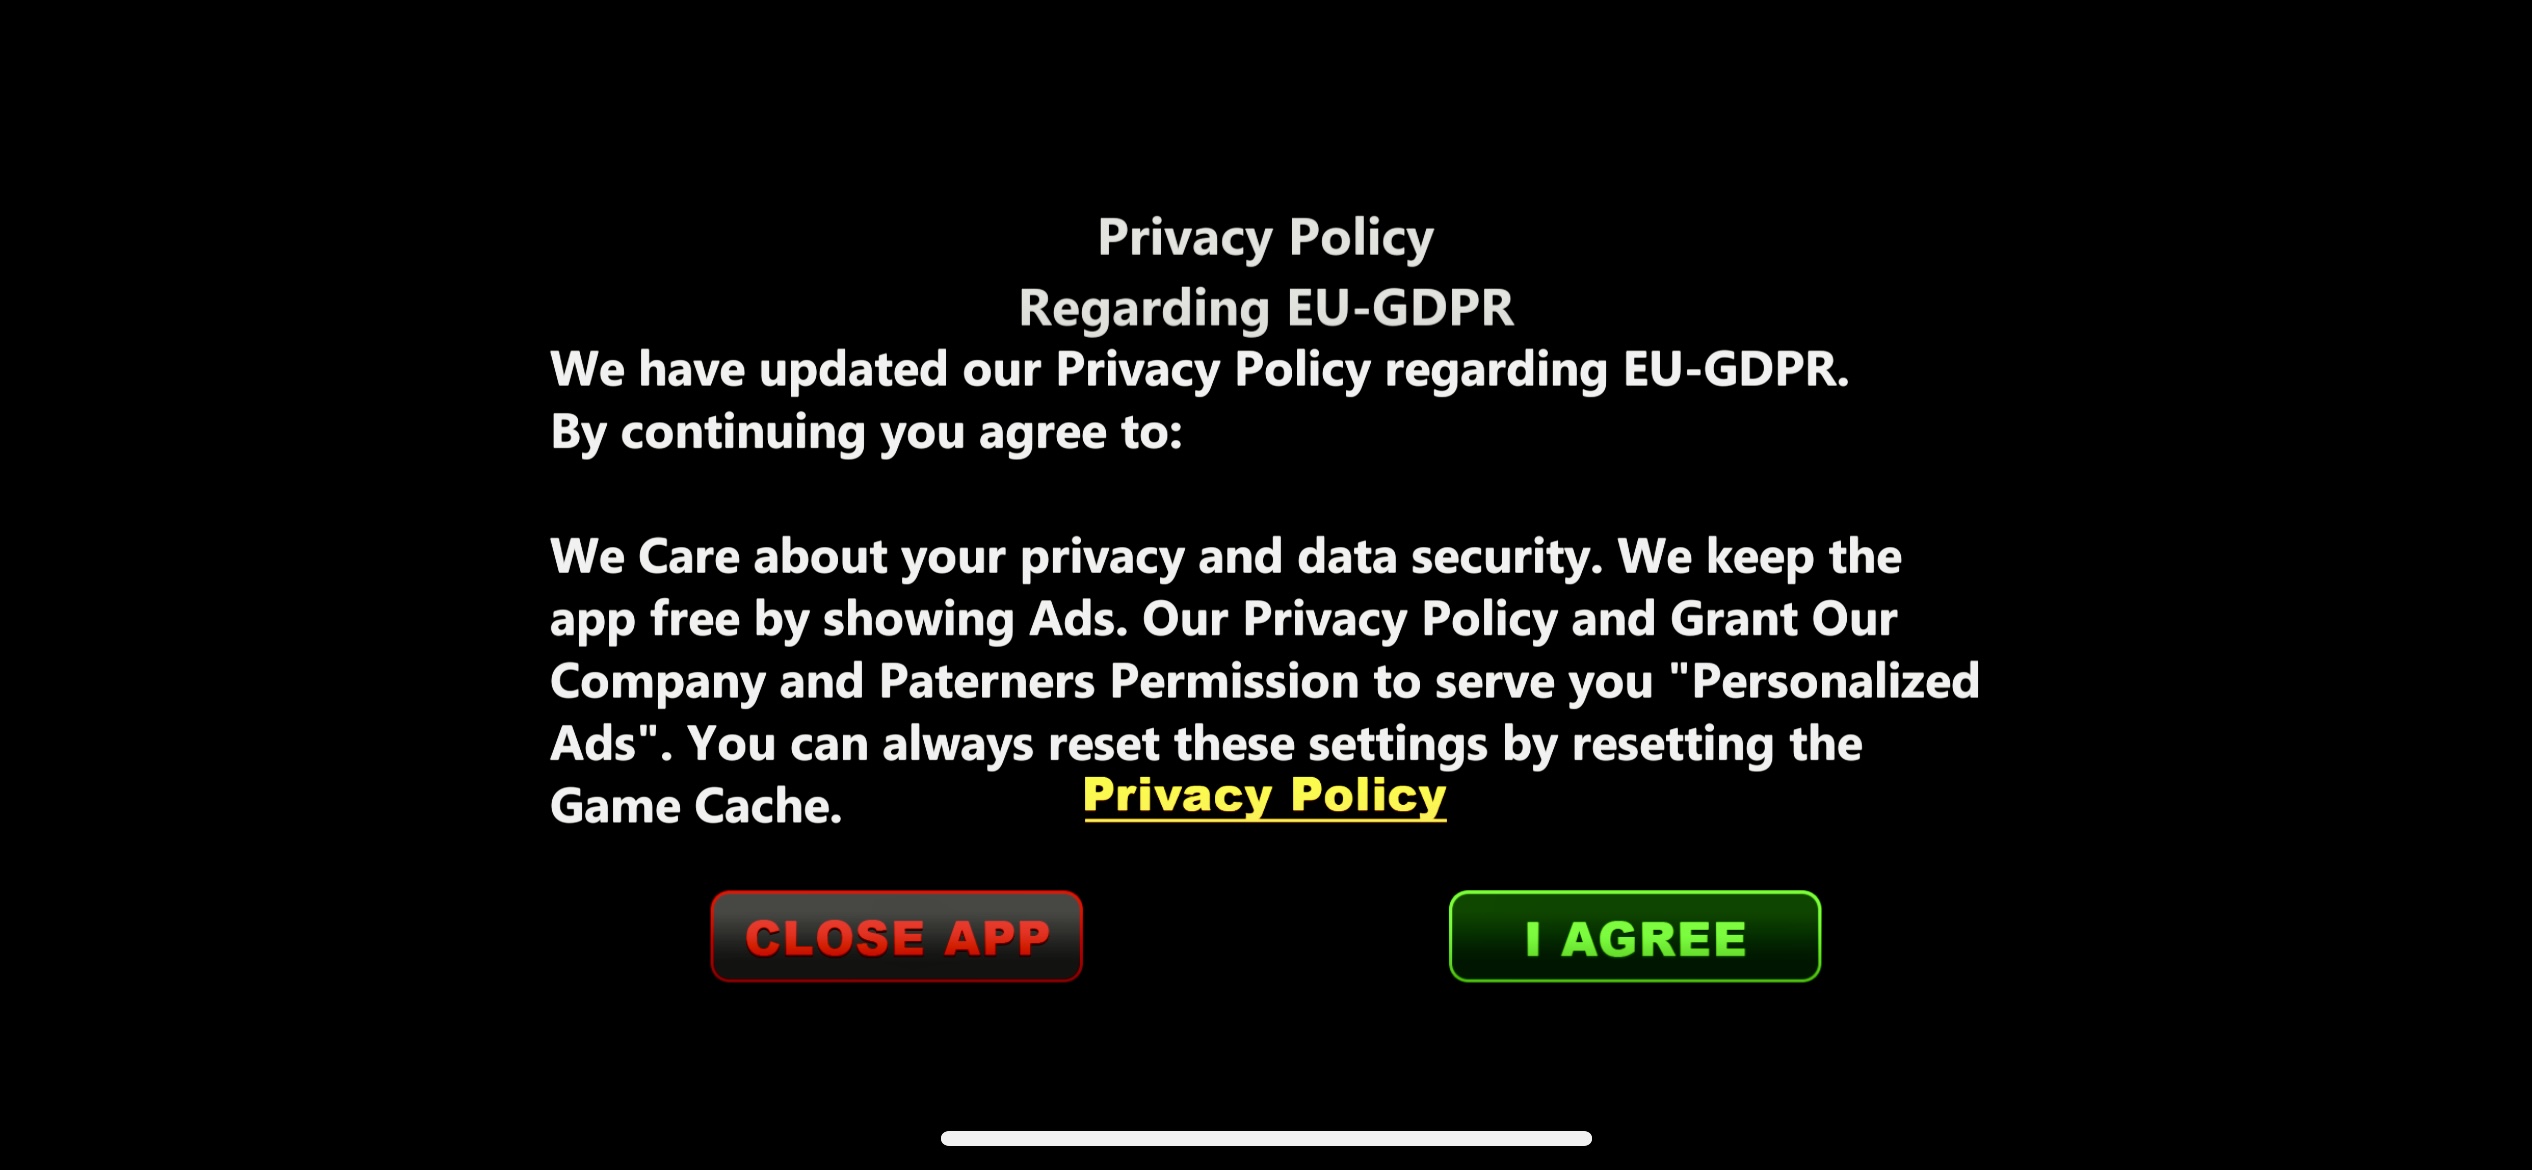 Privacy Policy
Regarding EU-GDPR
We have updated our Privacy Policy regarding EU-GDPR.
By continuing you agree to:
We Care about your privacy and data security. We keep the
app free by showing Ads. Our Privacy Policy and Grant Our
Company and Paterners Permission to serve you "Personalized
Ads". You can always reset these settings by resetting the
Game Cache.
Privacy Policy
CLOSE APP
I AGREE